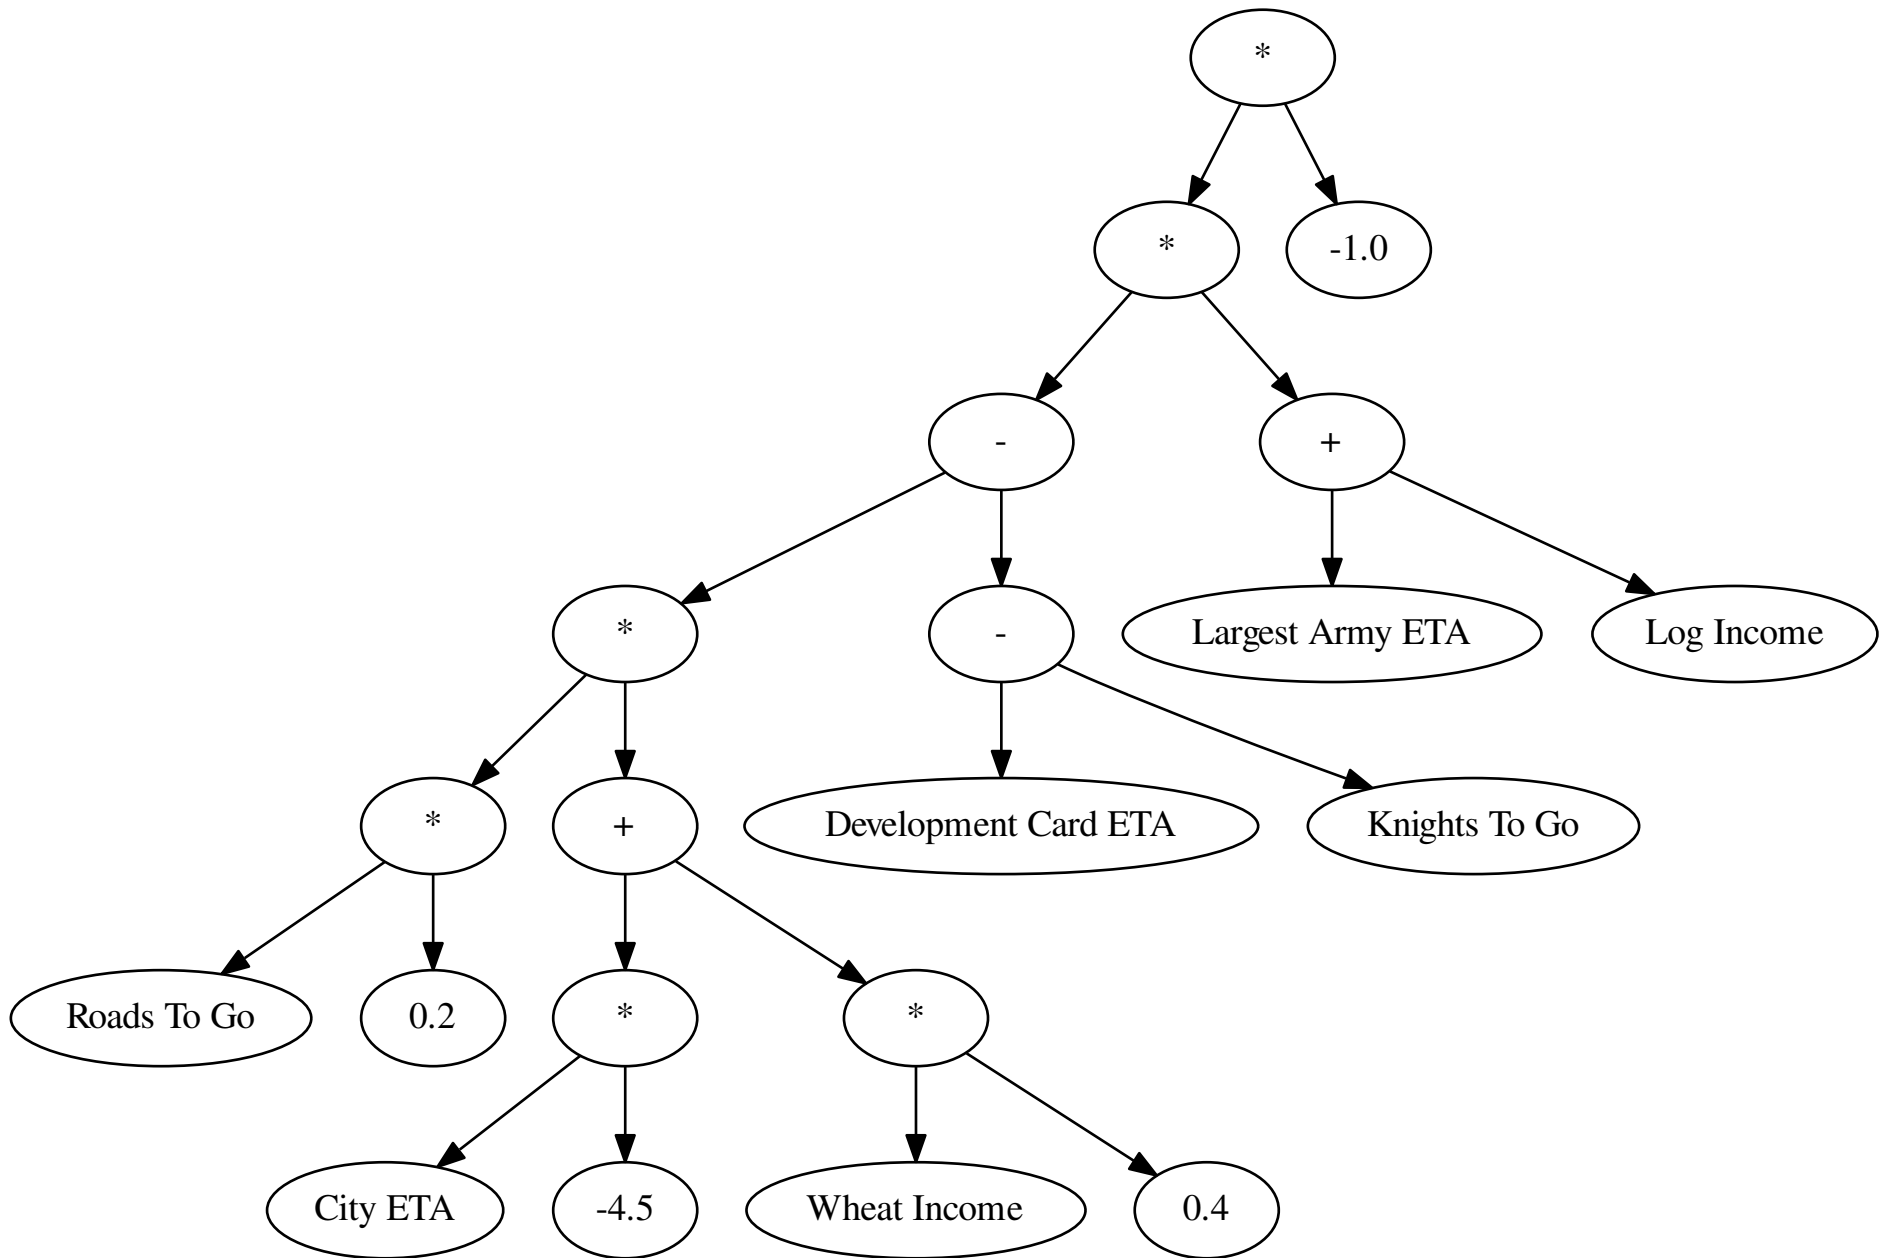 *
*
-1.0
-
+
*
-
Largest Army ETA
Log Income
*
+
Development Card ETA
Knights To Go
Roads To Go
0.2
*
*
City ETA
-4.5
Wheat Income
0.4